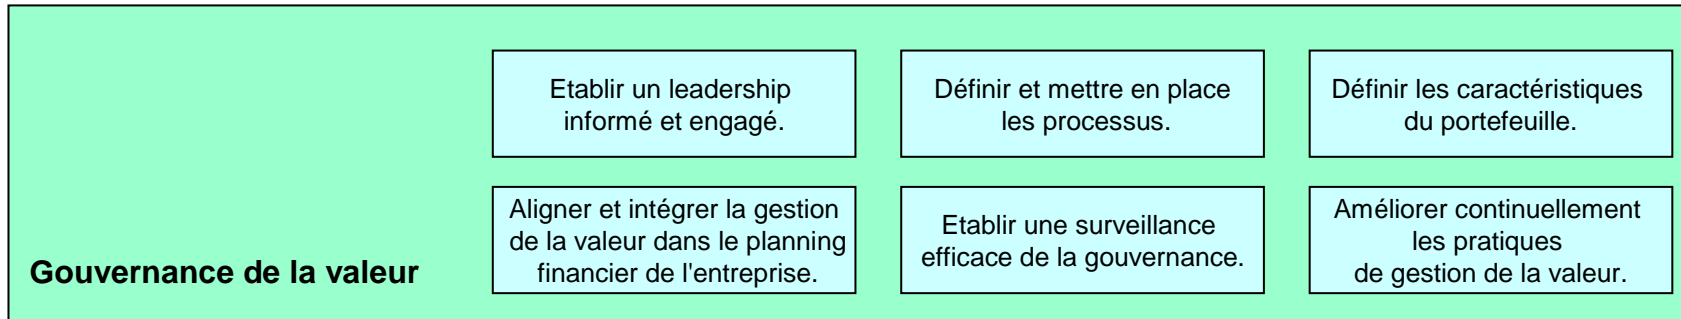 Etablir un leadership
informé et engagé.
Définir et mettre en place
les processus.
Définir les caractéristiques
du portefeuille.
Aligner et intégrer la gestion
de la valeur dans le planning
financier de l'entreprise.
Etablir une surveillance
efficace de la gouvernance.
Améliorer continuellement
les pratiques
de gestion de la valeur.
Gouvernance de la valeur